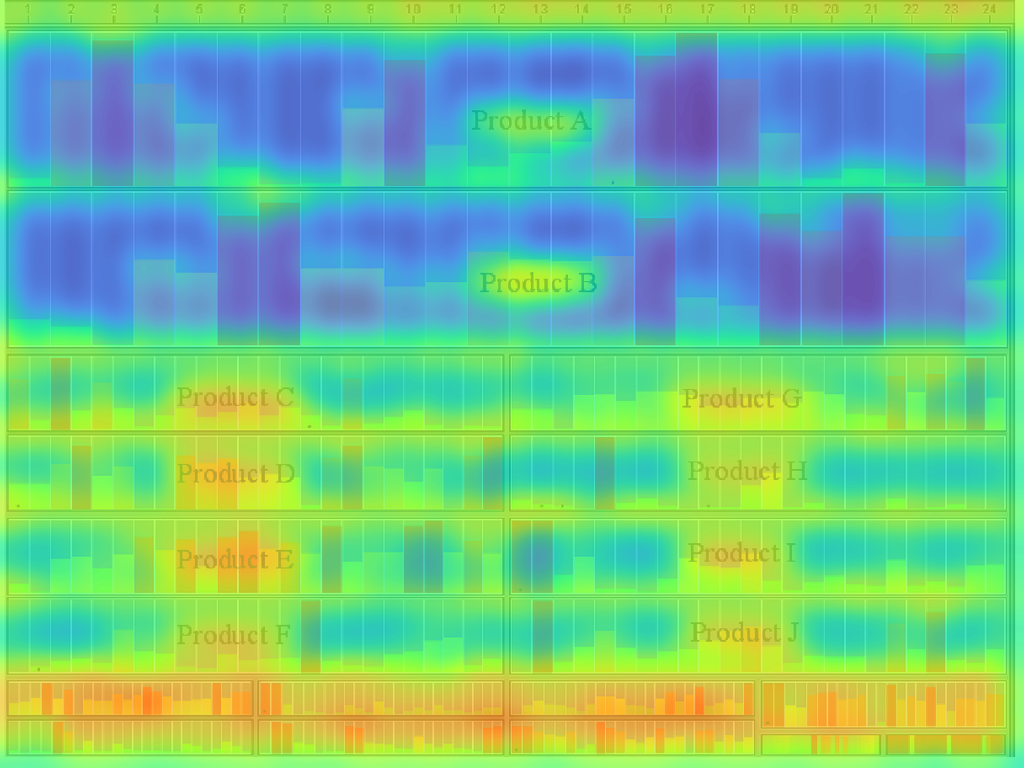 1 2 3 4 5 6 7 8 9 10 11 12 13 14 15 16 17 18 19 20 21 22 23 24
Product A
Product B
Product C
Product G
Product D
Product H
Product E
Product I
Product F
Product J